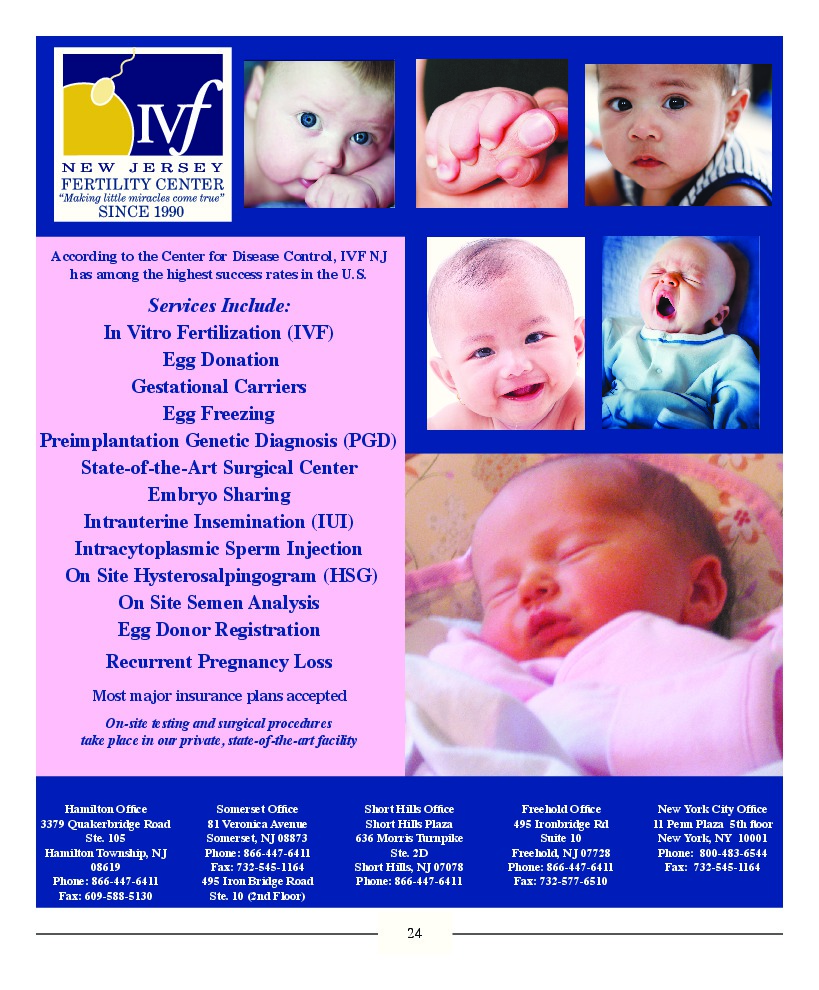 IVf
NEW JERSEY
FERTILITY CENTER
"Making little miracles come true"
SINCE 1990
According to the Center for Disease Control, IVF NJ
has among the highest success rates in the U.S.
Services Include:
In Vitro Fertilization (IVF)
Egg Donation
Gestational Carriers
Egg Freezing
Preimplantation Genetic Diagnosis (PGD)
State-of-the-Art Surgical Center
Embryo Sharing
Intrauterine Insemination (IUI)
Intracytoplasmic Sperm Injection
On Site Hysterosalpingogram (HSG)
On Site Semen Analysis
Egg Donor Registration
Recurrent Pregnancy Loss
Most major insurance plans accepted
On-site testing and surgical procedures
take place in our private, state-of-the-art facility
Hamilton Office
3379 Quakerbridge Road
Ste. 105
Hamilton Township, NJ
08619
Phone: 866-447-6411
Fax: 609-588-5130
Somerset Office
81 Veronica Avenue
Somerset, NJ 08873
Phone: 866-447-6411
Fax: 732-545-1164
495 Iron Bridge Road
Ste. 10 (2nd Floor)
Short Hills Office
Short Hills Plaza
636 Morris Turnpike
Ste. 2D
Short Hills, NJ 07078
Phone: 866-447-6411
Freehold Office
495 Ironbridge Rd
Suite 10
Freehold, NJ 07728
Phone: 866-447-6411
Fax: 732-577-6510
New York City Office
11 Penn Plaza 5th floor
New York, NY 10001
Phone: 800-483-6544
Fax: 732-545-1164
24